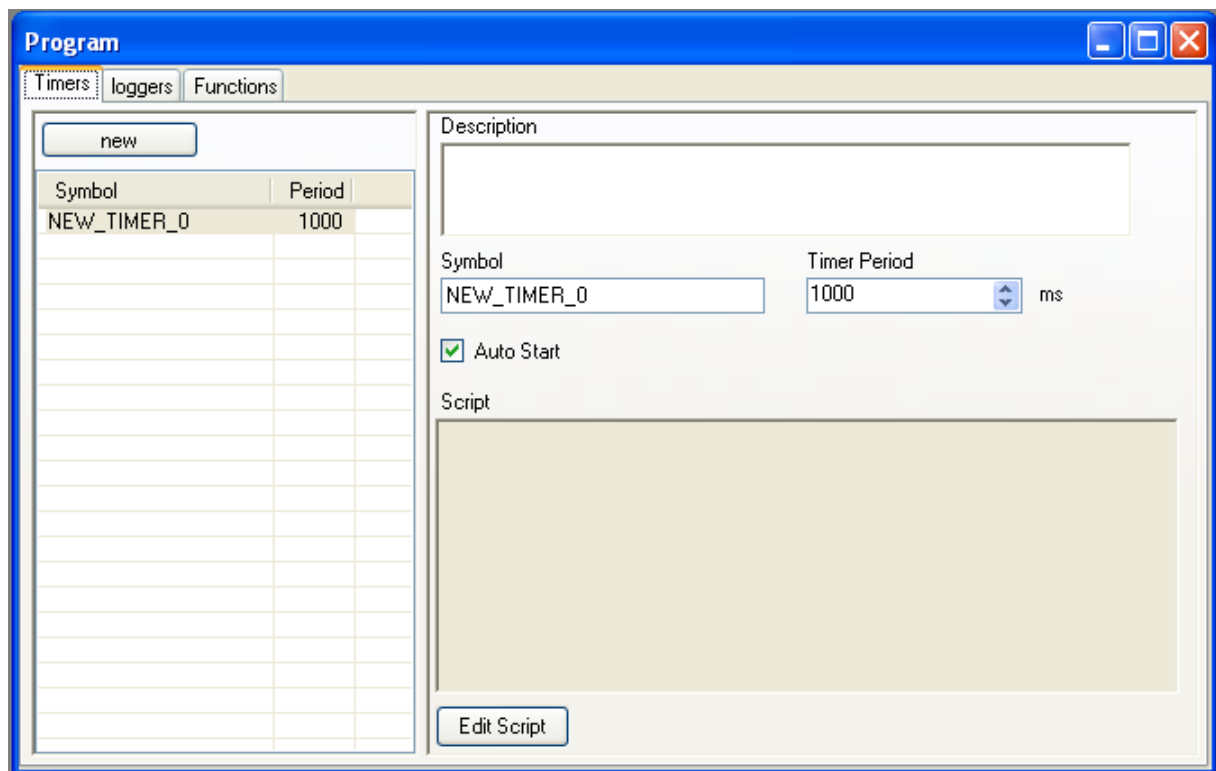 Program
Timers loggers Functions
new
Symbol Period
NEW_TIMER_0 1000
Description
Symbol Timer Period
NEW_TIMER_0 1000 ms
Auto Start
Script
Edit Script